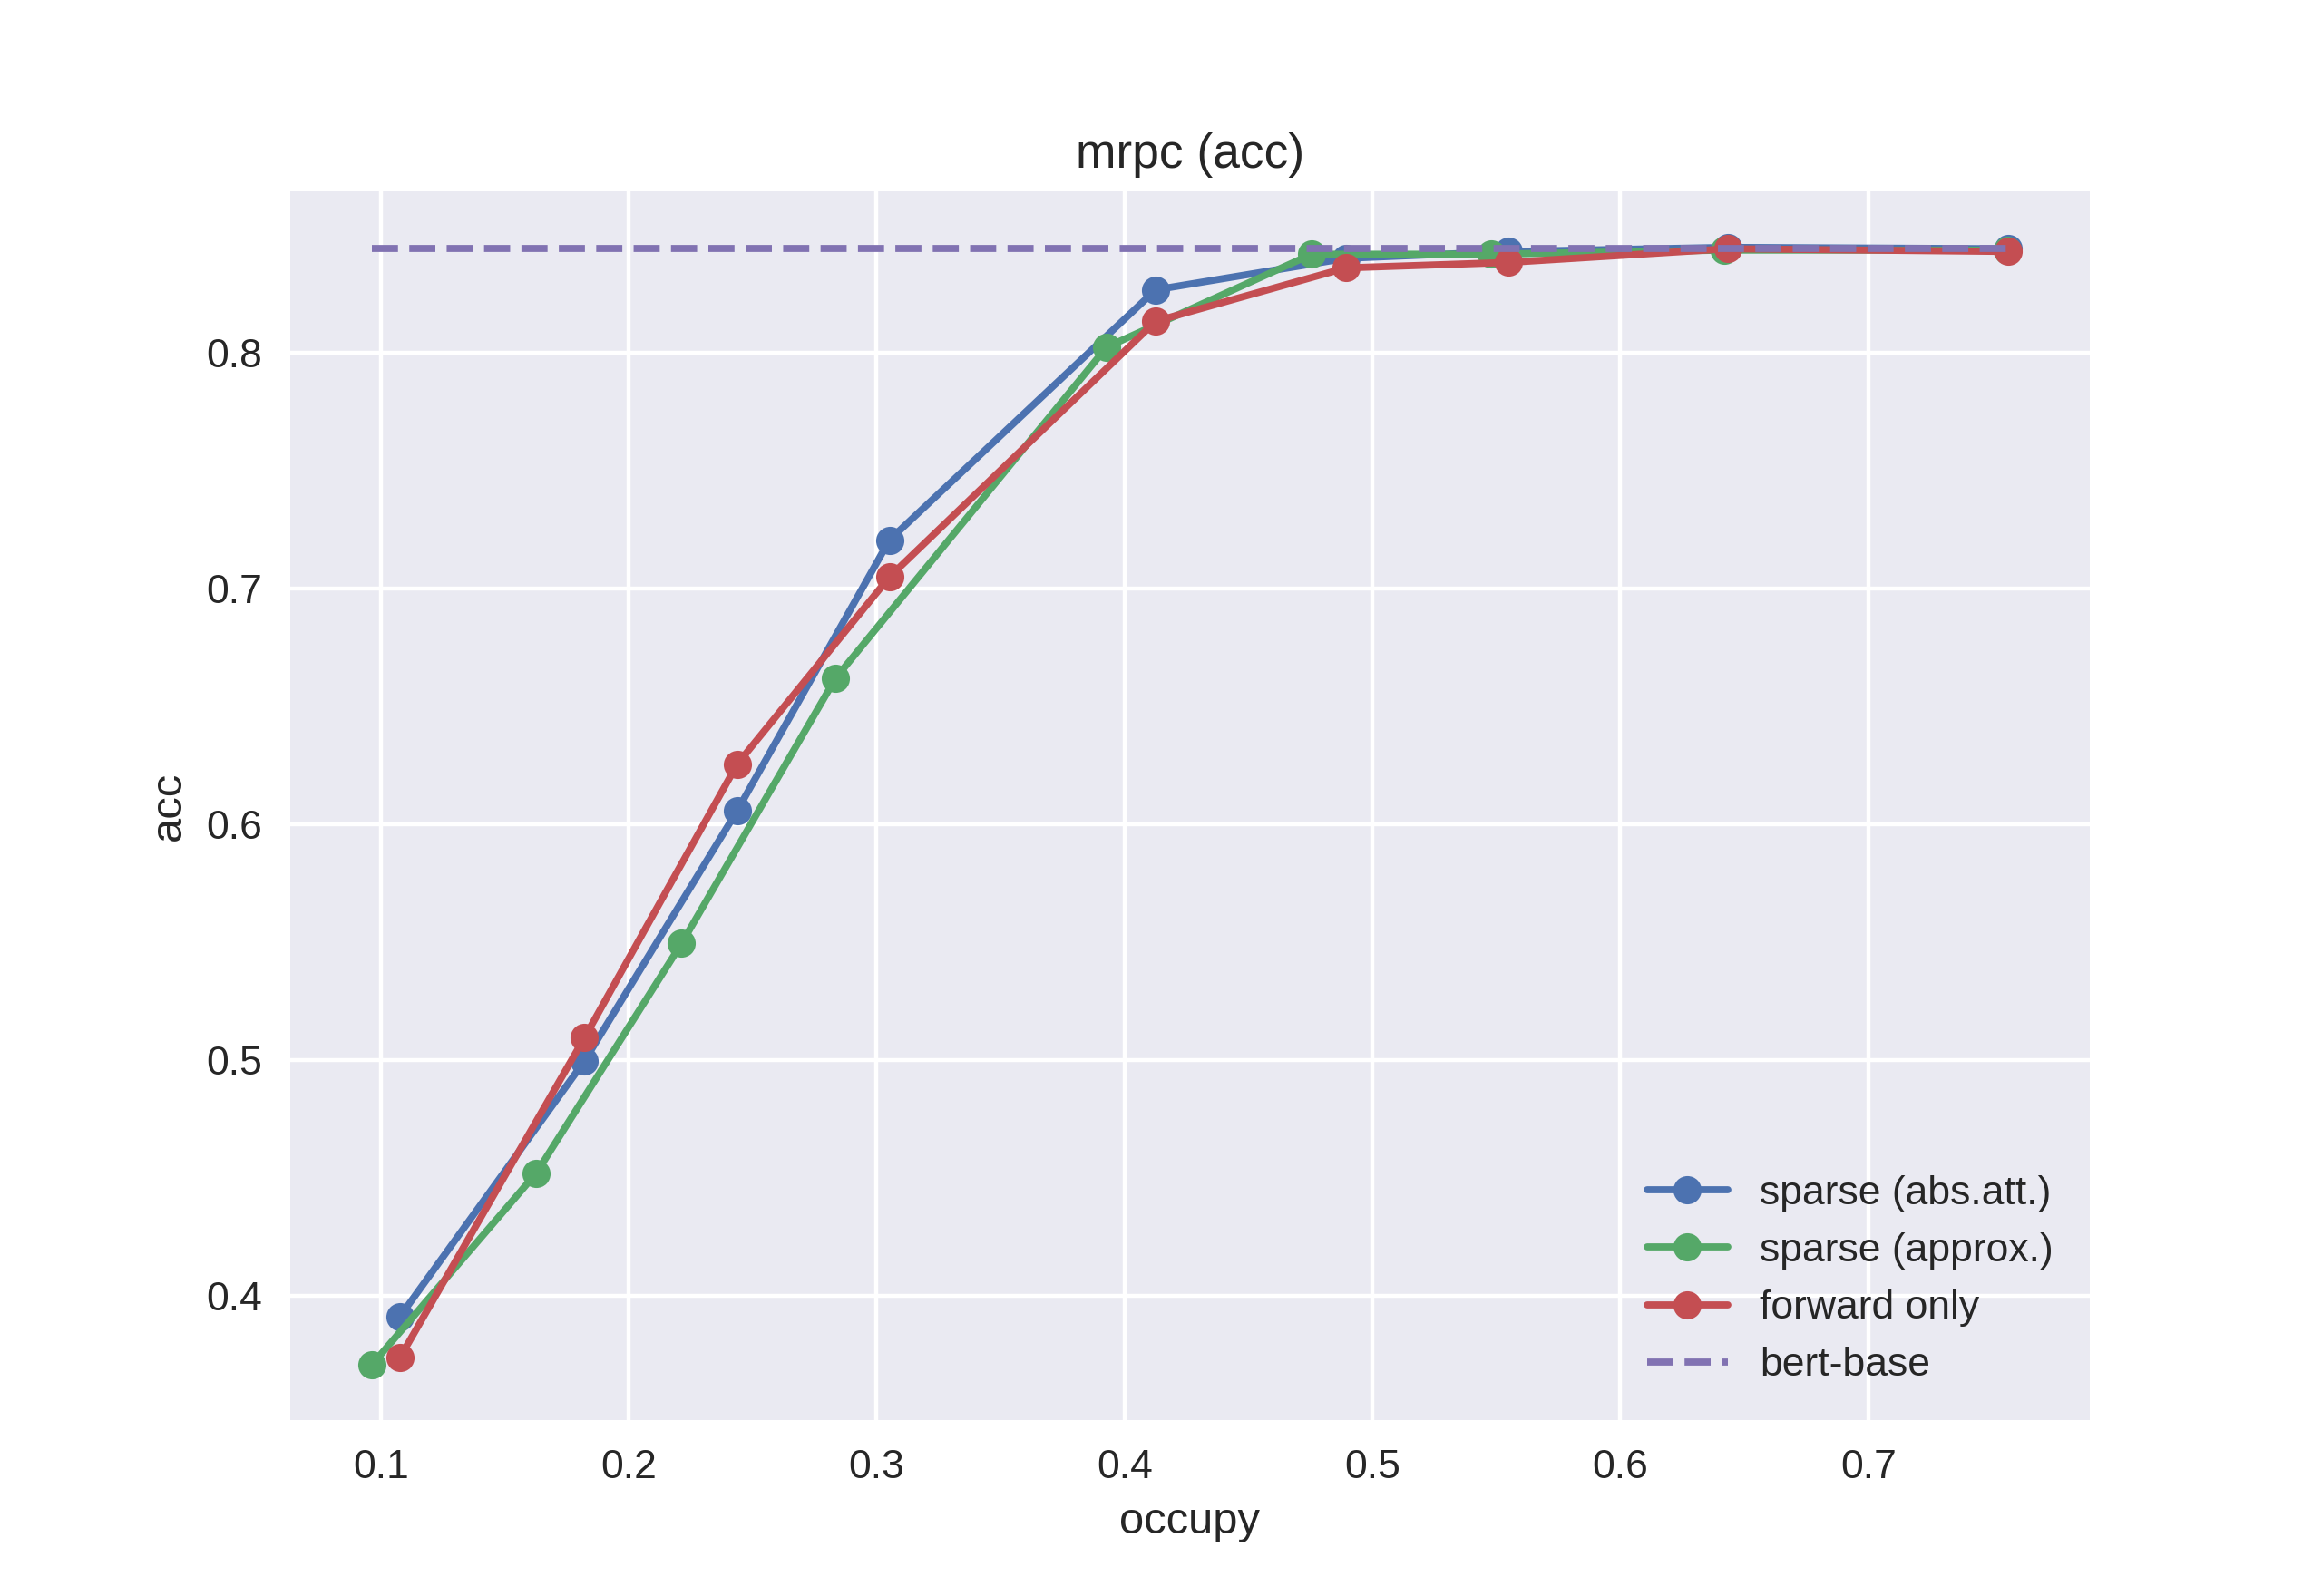 mrpc (acc)
acc
0.8
0.7
0.6
0.5
0.4
0.1 0.2 0.3 0.4 0.5 0.6 0.7
occupy
sparse (abs.att.)
sparse (approx.)
forward only
bert-base